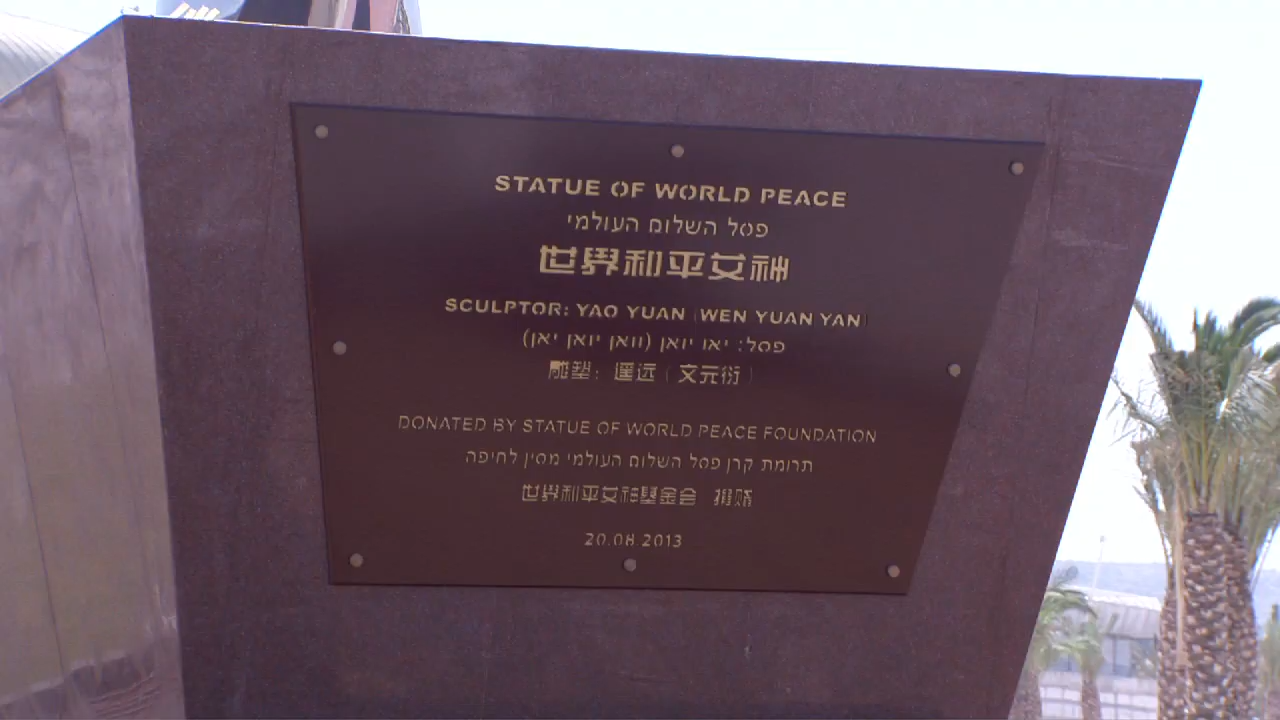 STATUE OF WORLD PEACE
פסל השלום העולמי
世界和平女神
SCULPTOR: YAO YUAN (WEN YUAN YAN)
פסל: יאו יואן (וואן יואן יאן)
雕塑: 遥远 (文元衍)
DONATED BY STATUE OF WORLD PEACE FOUNDATION
תרומת קרן פסל השלום העולמי מסין לחיפה
世界和平女神基金会 捐贈
20.08.2013